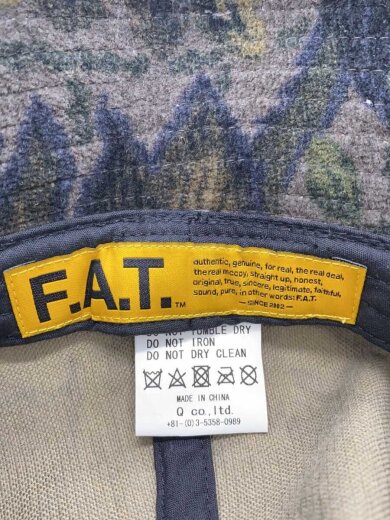 F.A.T.™
authentic, genuine, for real, the real deal,
the real mccoy, straight up, honest,
original, true, sincere, legitimate, faithful,
sound, pure, in other words: F.A.T.
— SINCE 2002 —
DO NOT TUMBLE DRY
DO NOT IRON
DO NOT DRY CLEAN
MADE IN CHINA
Q co.,ltd.
+81-(0)3-5358-0989